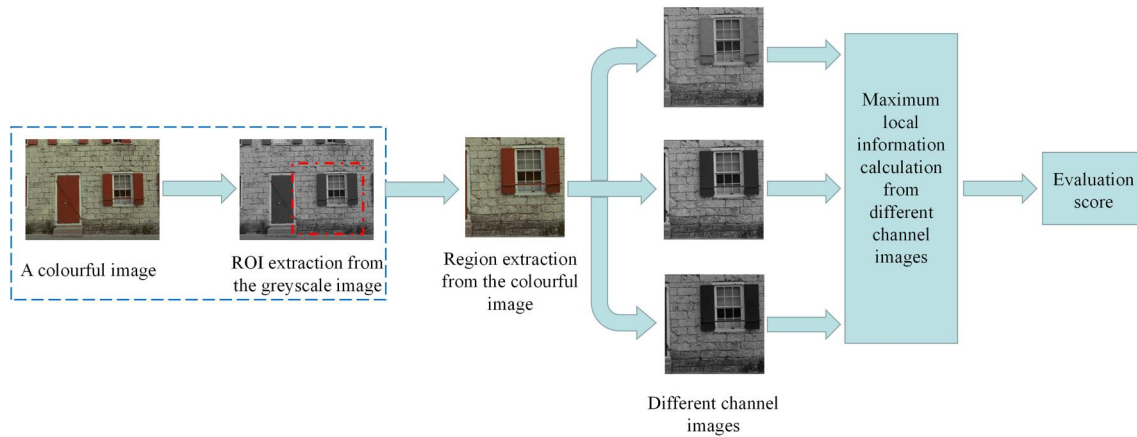 A colourful image
ROI extraction from
the greyscale image
Region extraction
from the colourful
image
Different channel
images
Maximum
local
information
calculation
from
different
channel
images
Evaluation
score